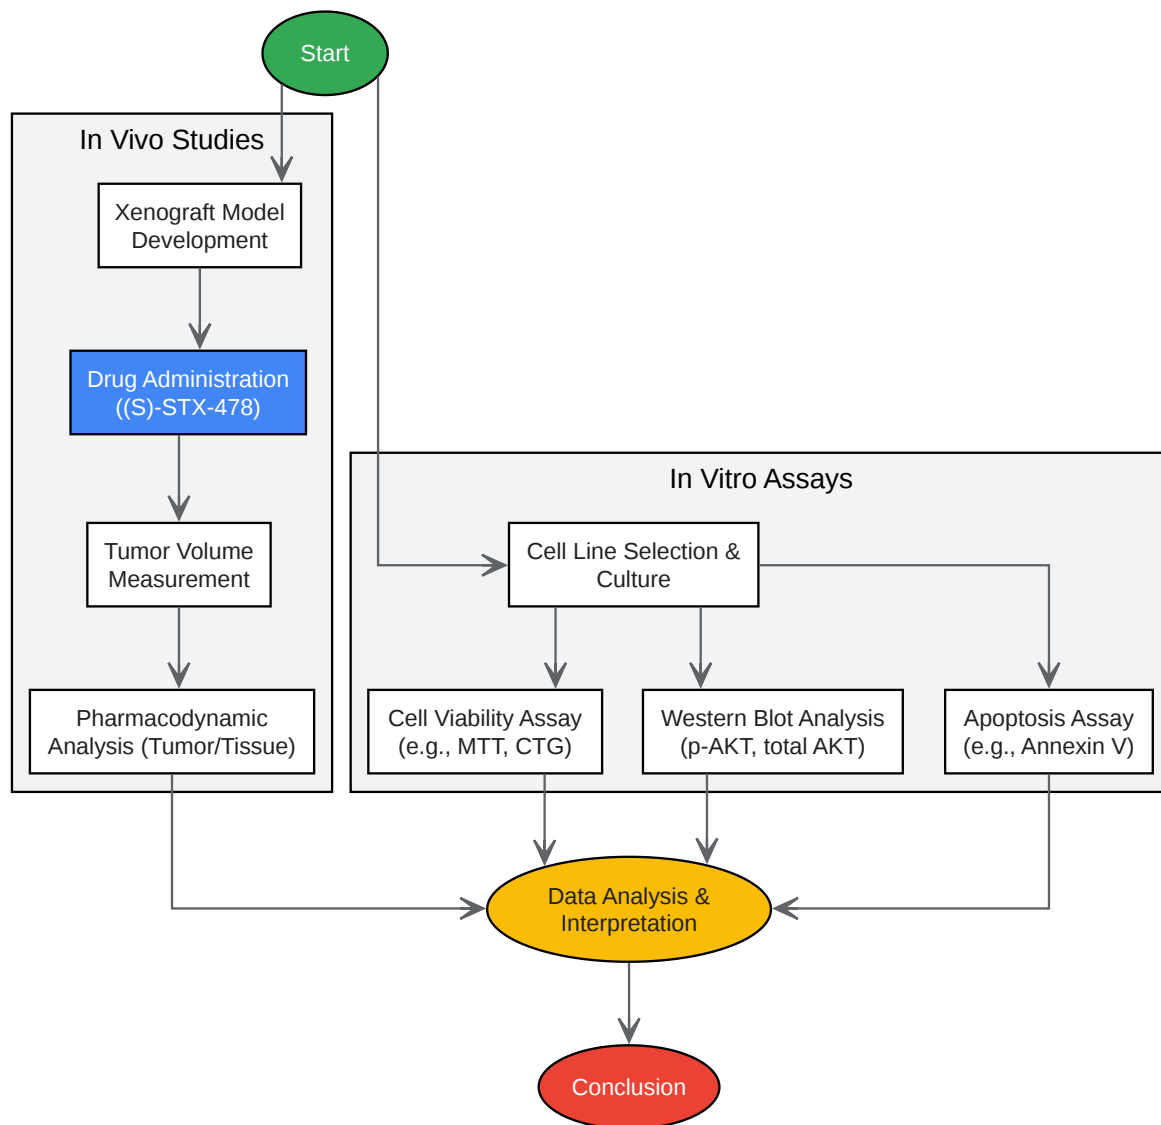 Start
In Vivo Studies
Xenograft Model
Development
Drug Administration
((S)-STX-478)
Tumor Volume
Measurement
Pharmacodynamic
Analysis (Tumor/Tissue)
In Vitro Assays
Cell Line Selection &
Culture
Cell Viability Assay
(e.g., MTT, CTG)
Western Blot Analysis
(p-AKT, total AKT)
Apoptosis Assay
(e.g., Annexin V)
Data Analysis &
Interpretation
Conclusion